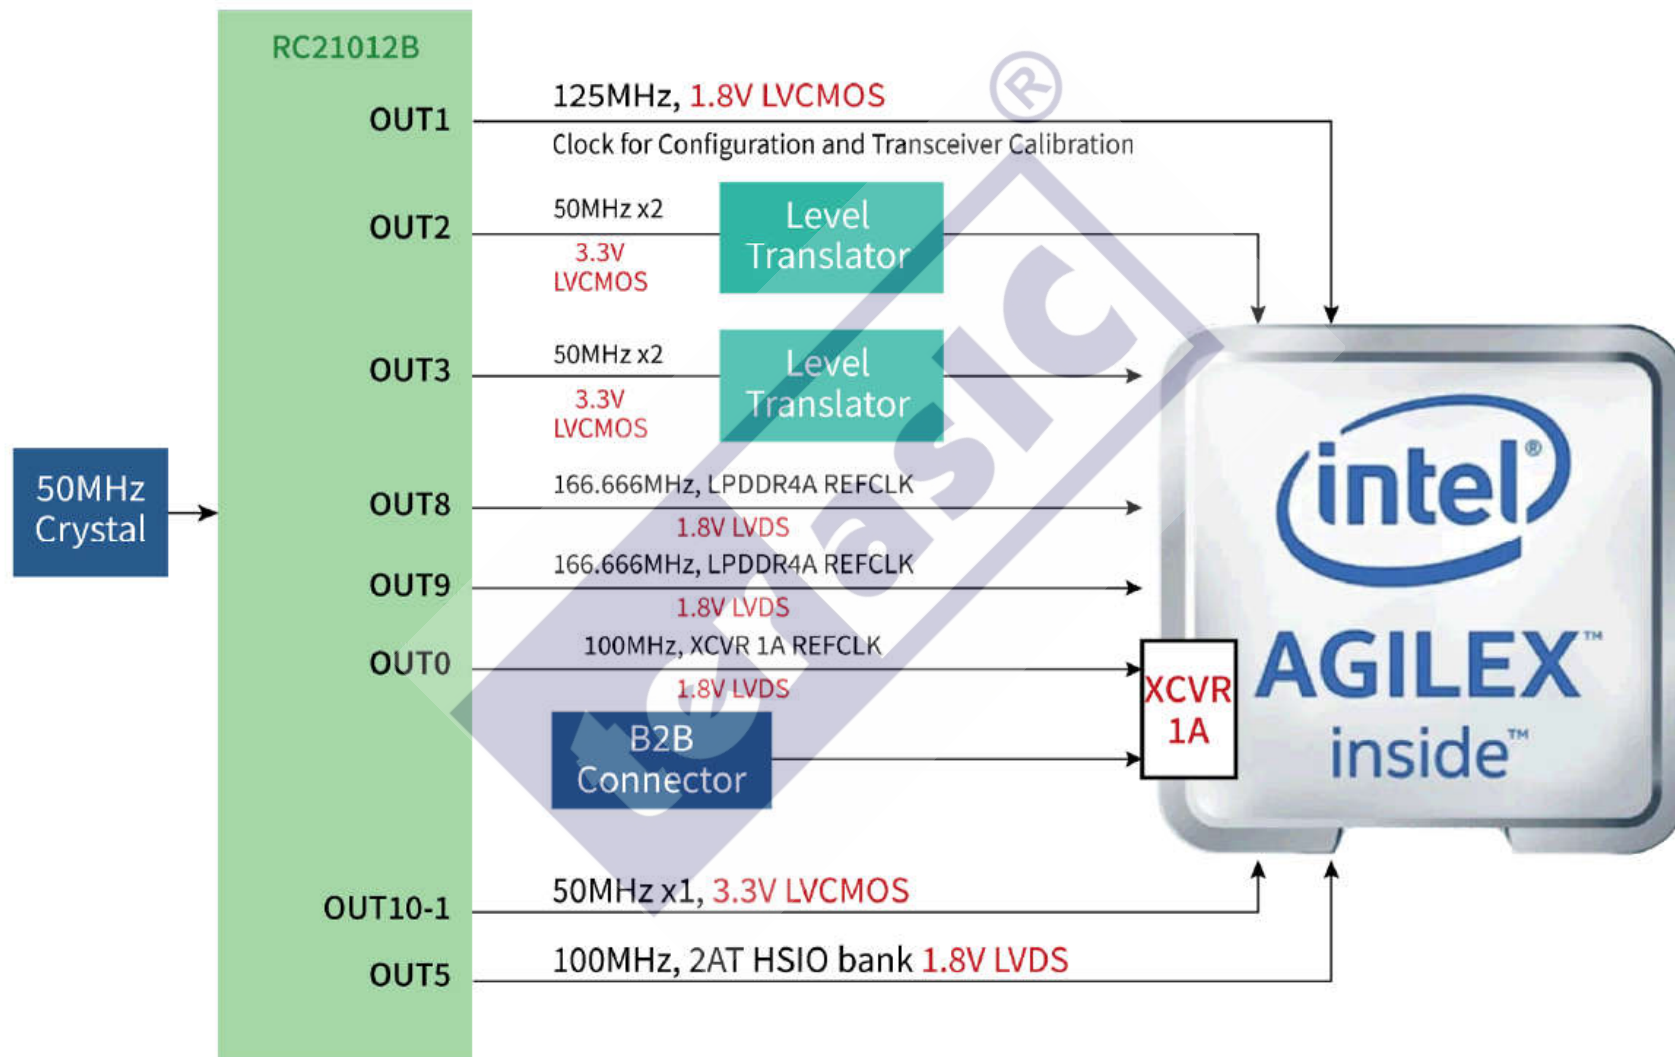 RC21012B
OUT1
125MHz, 1.8V LVCMOS
Clock for Configuration and Transceiver Calibration
OUT2
50MHz x2
3.3V
LVCMOS
Level
Translator
OUT3
50MHz x2
3.3V
LVCMOS
Level
Translator
50MHz
Crystal
OUT8
166.666MHz, LPDDR4A REFCLK
1.8V LVDS
OUT9
166.666MHz, LPDDR4A REFCLK
1.8V LVDS
OUT0
100MHz, XCVR 1A REFCLK
1.8V LVDS
B2B
Connector
XCVR
1A
intel®
AGILEX™
inside™
OUT10-1
50MHz x1, 3.3V LVCMOS
OUT5
100MHz, 2AT HSIO bank 1.8V LVDS
terasic®